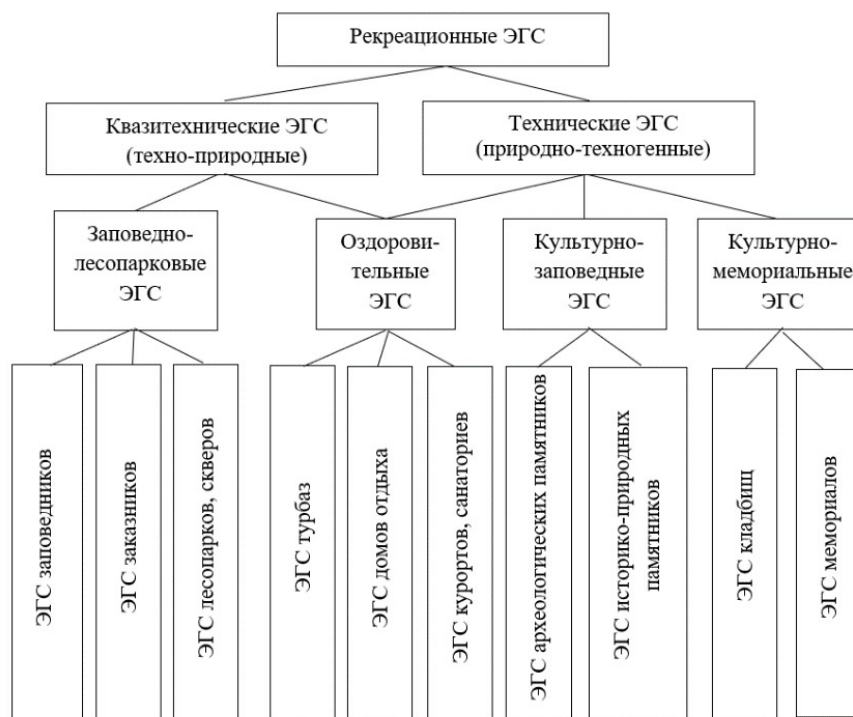 Рекреационные ЭГС
Квазитехнические ЭГС
(техно-природные)
Технические ЭГС
(природно-техногенные)
Заповедно-
лесопарковые
ЭГС
Оздорови-
тельные
ЭГС
Культурно-
заповедные
ЭГС
Культурно-
мемориальные
ЭГС
ЭГС заповедников
ЭГС заказников
ЭГС лесопарков, скверов
ЭГС турбаз
ЭГС домов отдыха
ЭГС курортов, санаториев
ЭГС археологических памятников
ЭГС историко-природных
памятников
ЭГС кладбищ
ЭГС мемориалов